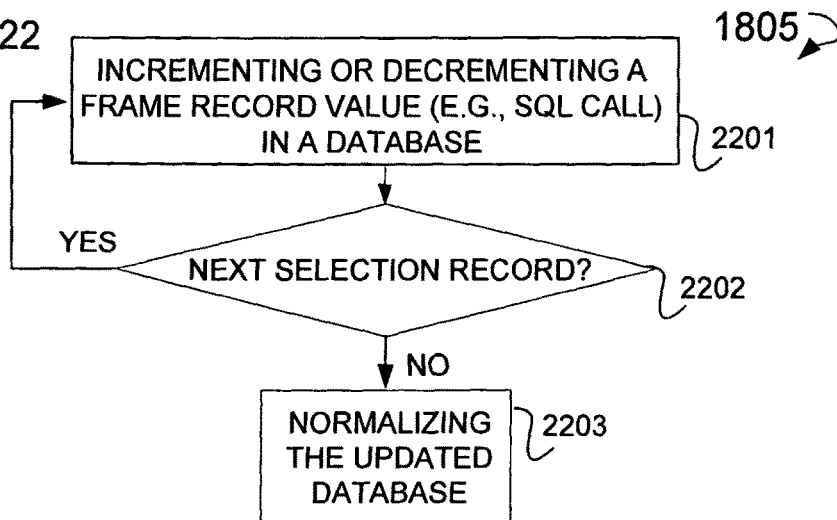 22
1805
INCREMENTING OR DECREMENTING A
FRAME RECORD VALUE (E.G., SQL CALL)
IN A DATABASE
2201
YES
NEXT SELECTION RECORD?
2202
NO
NORMALIZING
THE UPDATED
DATABASE
2203